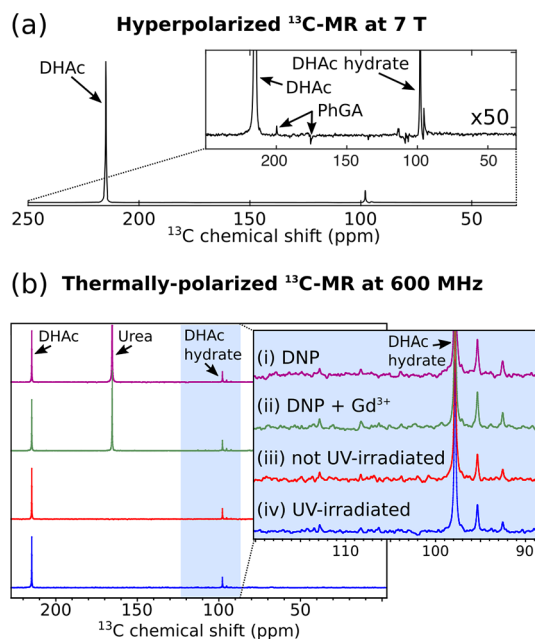 (a) Hyperpolarized ¹³C-MR at 7 T
DHAc
DHAc hydrate
DHAc
PhGA
x50
200 150 100 50
250 200 150 100 50
¹³C chemical shift (ppm)
(b) Thermally-polarized ¹³C-MR at 600 MHz
DHAc Urea DHAc hydrate
DHAc hydrate
(i) DNP
(ii) DNP + Gd³⁺
(iii) not UV-irradiated
(iv) UV-irradiated
110 100 90
200 150 100 50
¹³C chemical shift (ppm)